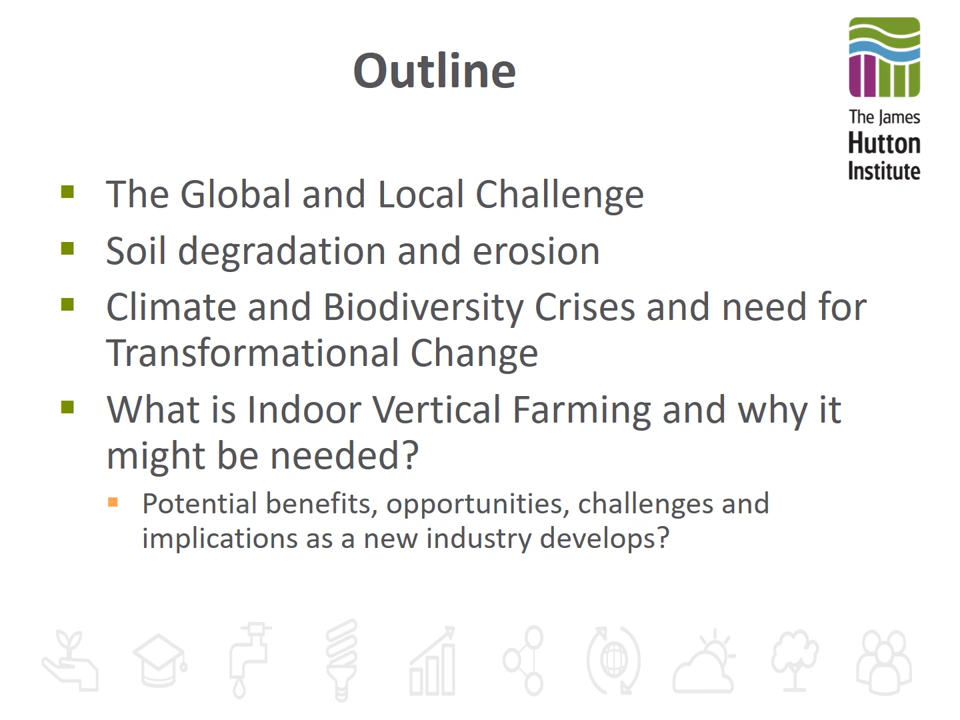 Outline
The James
Hutton
Institute
▪ The Global and Local Challenge
▪ Soil degradation and erosion
▪ Climate and Biodiversity Crises and need for
Transformational Change
▪ What is Indoor Vertical Farming and why it
might be needed?
▪ Potential benefits, opportunities, challenges and
implications as a new industry develops?